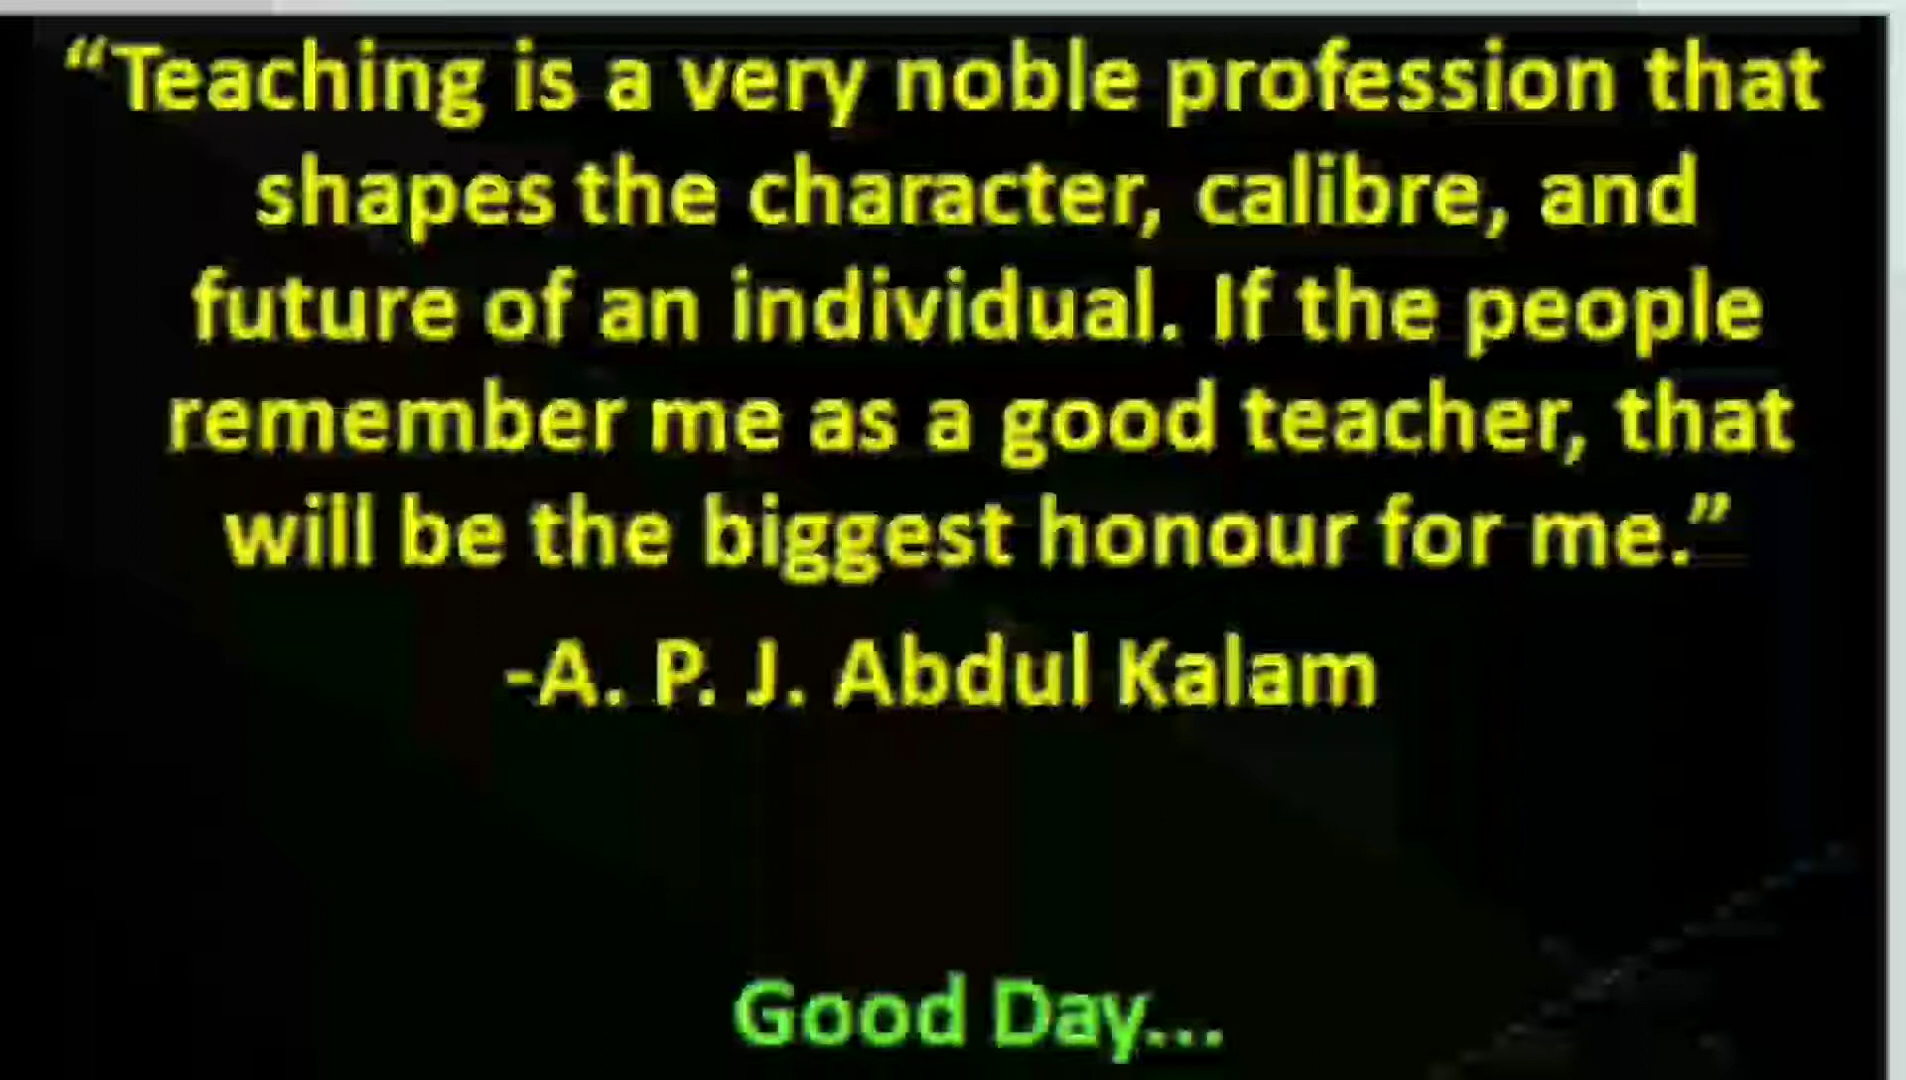 “Teaching is a very noble profession that
shapes the character, calibre, and
future of an individual. If the people
remember me as a good teacher, that
will be the biggest honour for me.”
-A. P. J. Abdul Kalam
Good Day...